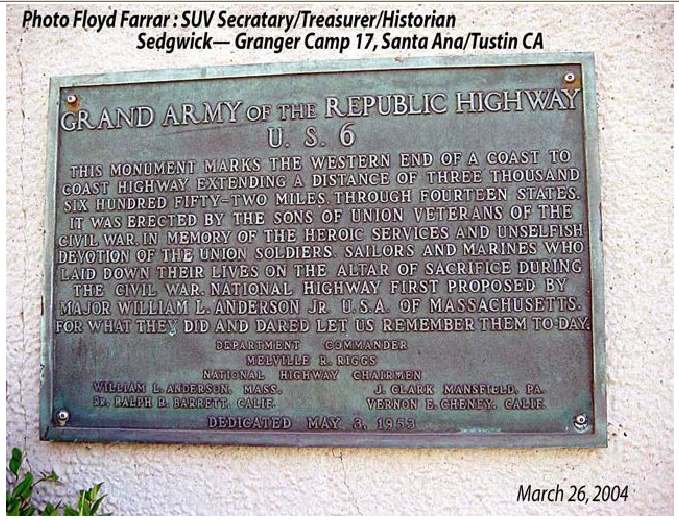 Photo Floyd Farrar : SUV Secratary/Treasurer/Historian
Sedgwick— Granger Camp 17, Santa Ana/Tustin CA
GRAND ARMY OF THE REPUBLIC HIGHWAY
U. S. 6
THIS MONUMENT MARKS THE WESTERN END OF A COAST TO
COAST HIGHWAY EXTENDING A DISTANCE OF THREE THOUSAND
SIX HUNDRED FIFTY-TWO MILES, THROUGH FOURTEEN STATES.
IT WAS ERECTED BY THE SONS OF UNION VETERANS OF THE
CIVIL WAR, IN MEMORY OF THE HEROIC SERVICES AND UNSELFISH
DEVOTION OF THE UNION SOLDIERS, SAILORS AND MARINES WHO
LAID DOWN THEIR LIVES ON THE ALTAR OF SACRIFICE DURING
THE CIVIL WAR. NATIONAL HIGHWAY FIRST PROPOSED BY
MAJOR WILLIAM L. ANDERSON JR. U.S.A. OF MASSACHUSETTS.
FOR WHAT THEY DID AND DARED LET US REMEMBER THEM TO-DAY.
DEPARTMENT COMMANDER
MELVILLE R. RIGGS
NATIONAL HIGHWAY CHAIRMEN
WILLIAM L. ANDERSON, MASS. J. CLARK MANSFIELD, PA.
DR. RALPH D. BARRETT, CALIF. VERNON E. CHENEY, CALIF.
DEDICATED MAY 3, 1953
March 26, 2004